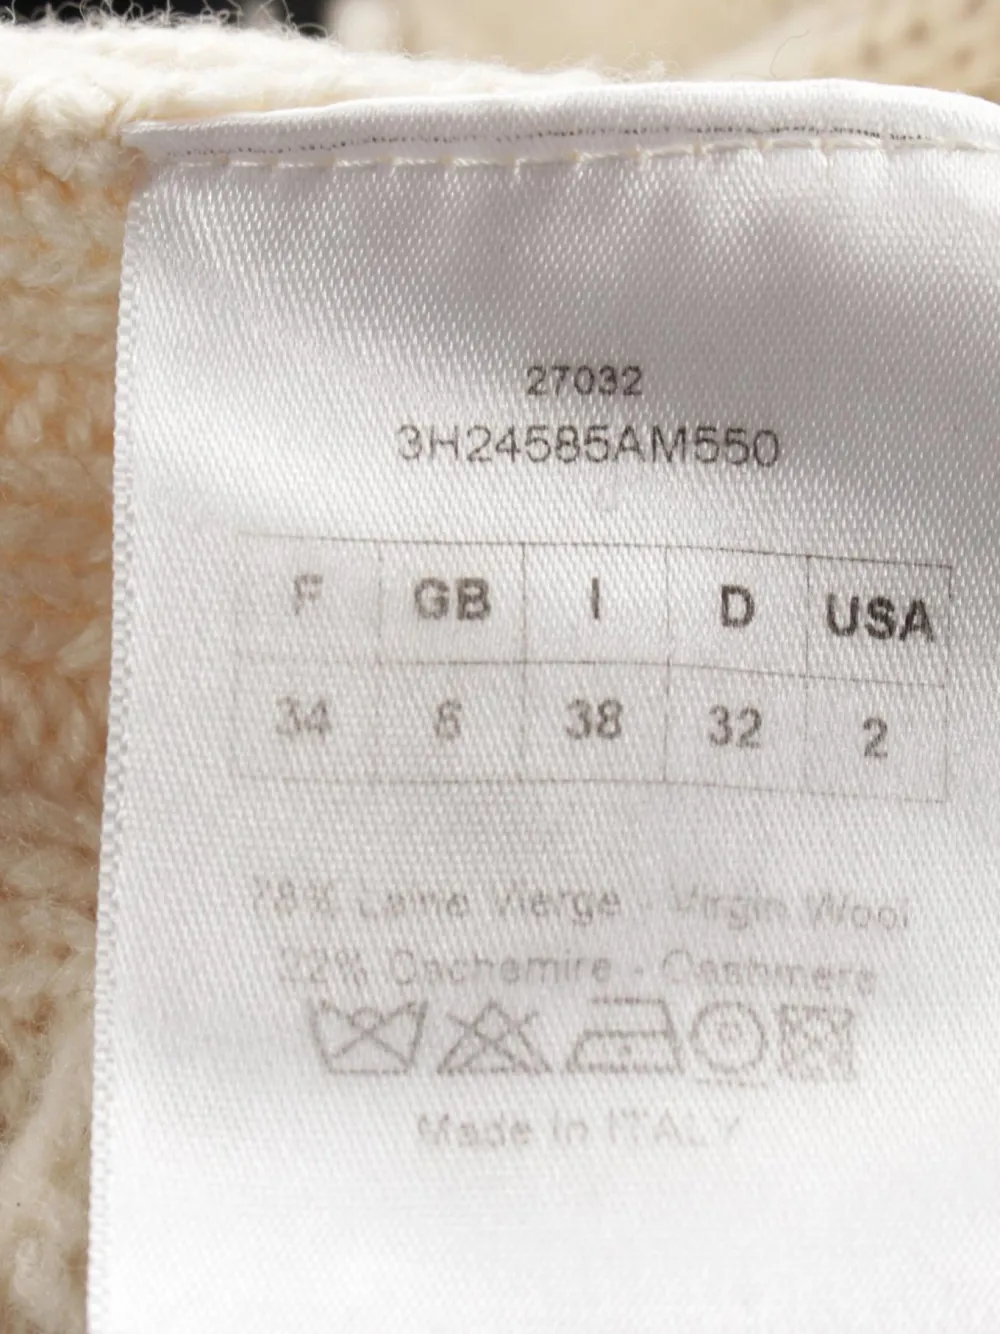 27032
3H24585AM550
F GB I D USA
34 6 38 32 2
78% Laine Vierge - Virgin Wool
22% Cachemire - Cashmere
Made in ITALY